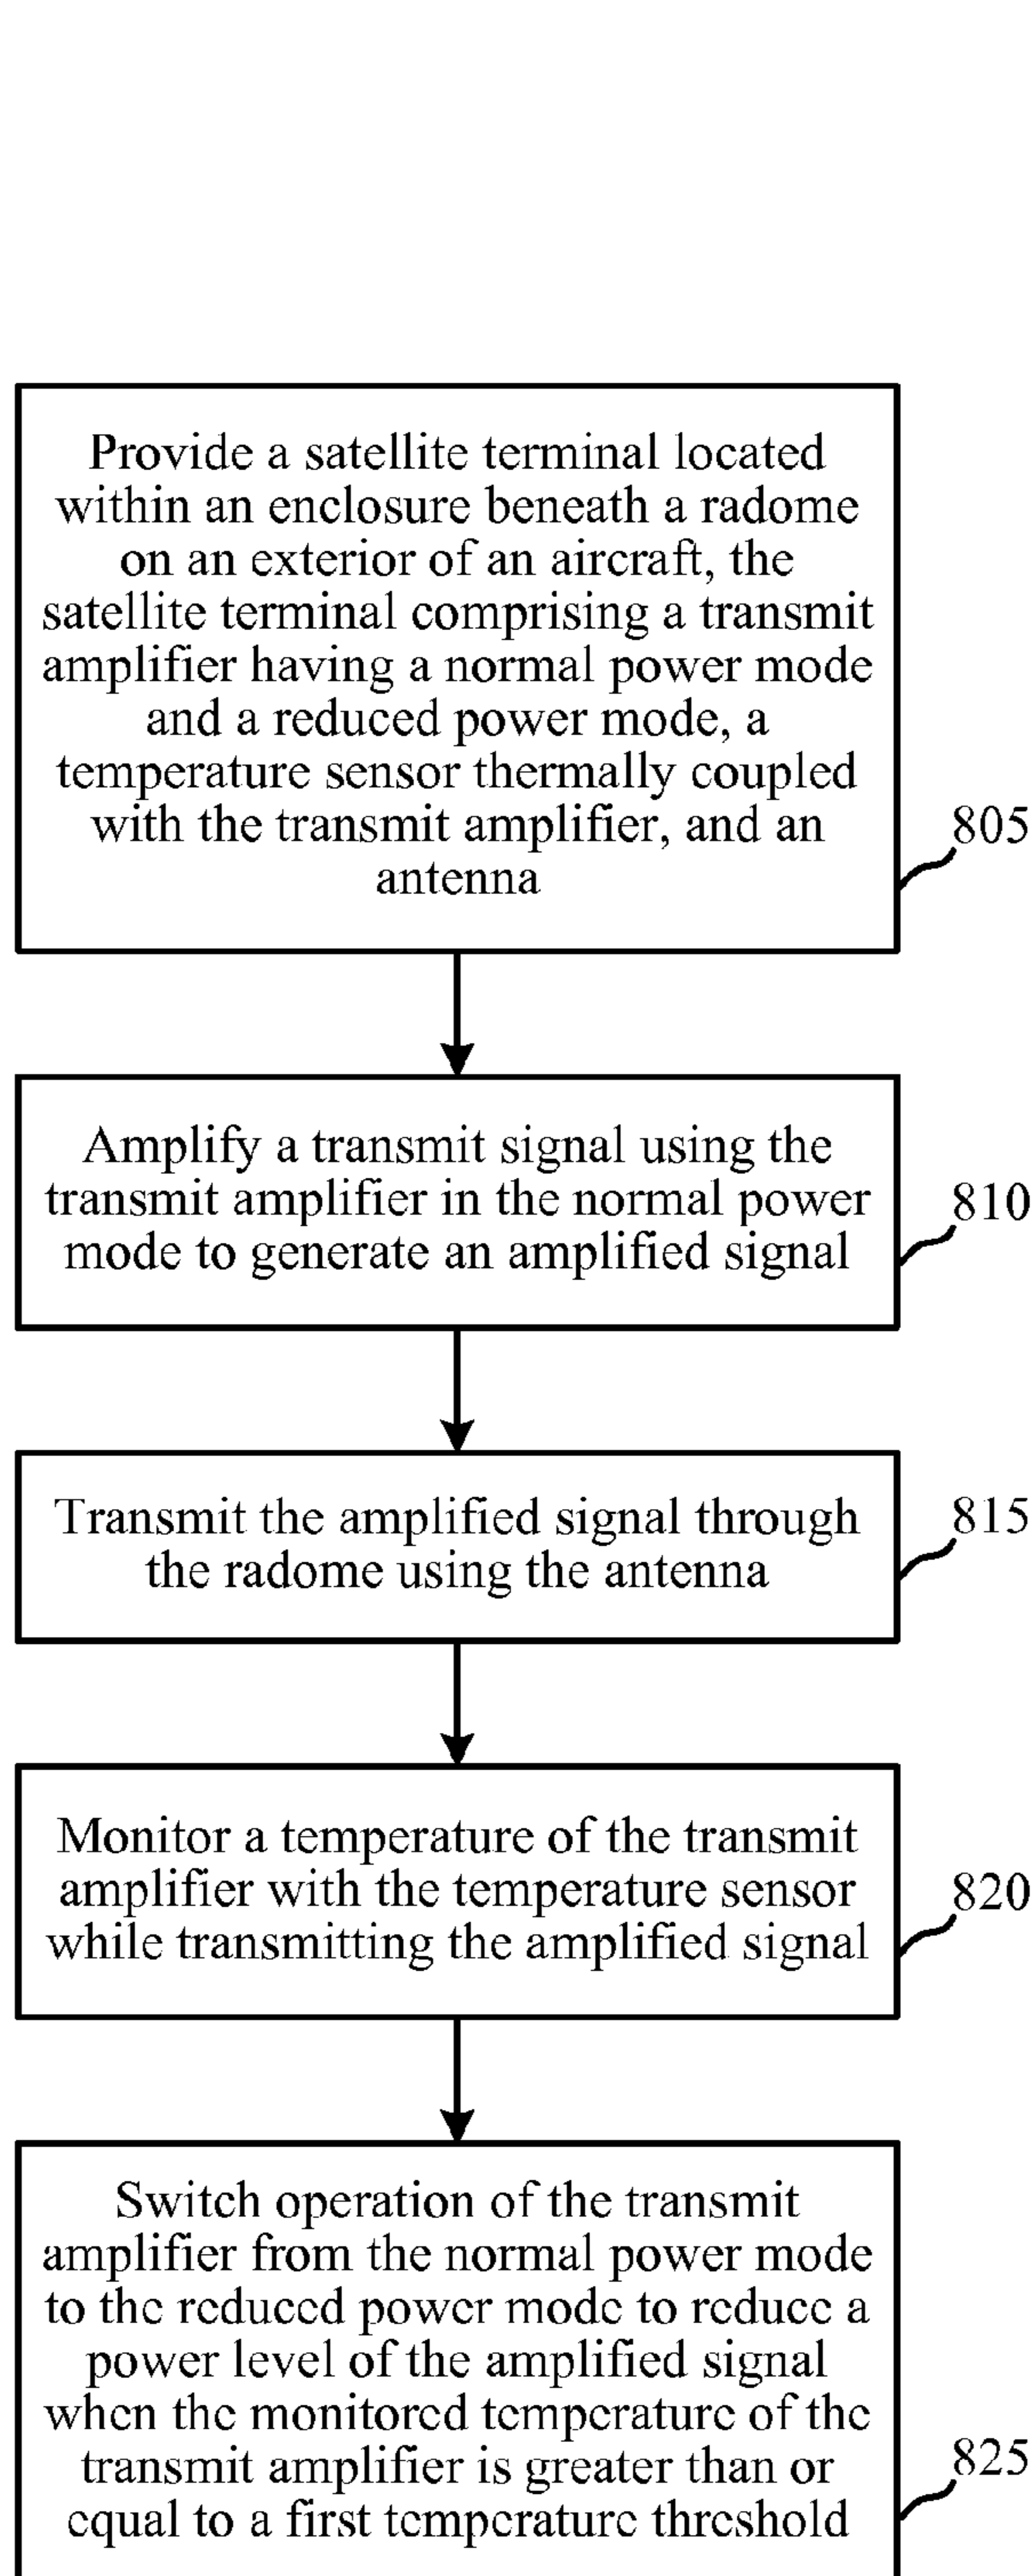 Provide a satellite terminal located
within an enclosure beneath a radome
on an exterior of an aircraft, the
satellite terminal comprising a transmit
amplifier having a normal power mode
and a reduced power mode, a
temperature sensor thermally coupled
with the transmit amplifier, and an
antenna
805
Amplify a transmit signal using the
transmit amplifier in the normal power
mode to generate an amplified signal
810
Transmit the amplified signal through
the radome using the antenna
815
Monitor a temperature of the transmit
amplifier with the temperature sensor
while transmitting the amplified signal
820
Switch operation of the transmit
amplifier from the normal power mode
to the reduced power mode to reduce a
power level of the amplified signal
when the monitored temperature of the
transmit amplifier is greater than or
equal to a first temperature threshold
825